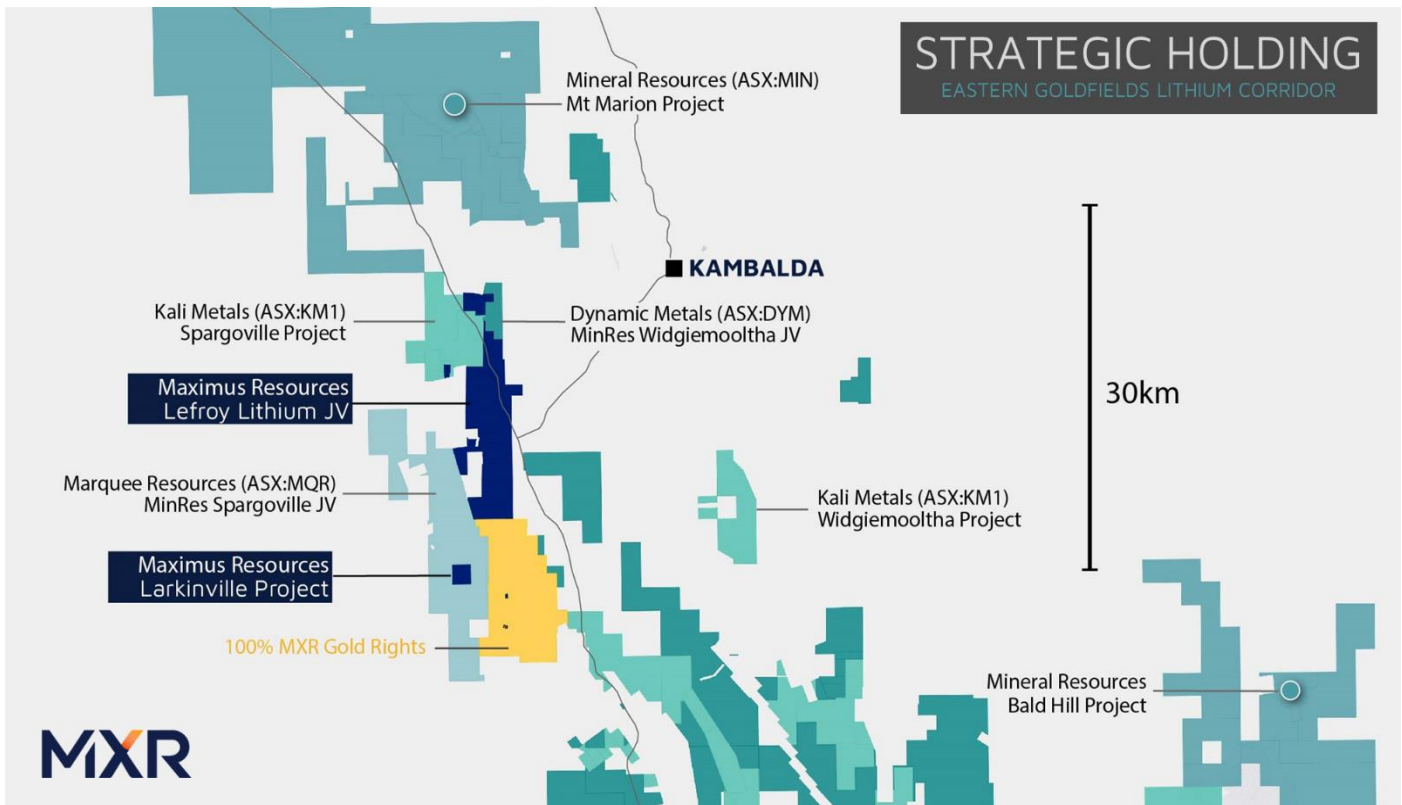 STRATEGIC HOLDING
EASTERN GOLDFIELDS LITHIUM CORRIDOR
Mineral Resources (ASX:MIN)
Mt Marion Project
KAMBALDA
Kali Metals (ASX:KM1)
Spargoville Project
Dynamic Metals (ASX:DYM)
MinRes Widgiemooltha JV
Maximus Resources
Lefroy Lithium JV
30km
Marquee Resources (ASX:MQR)
MinRes Spargoville JV
Kali Metals (ASX:KM1)
Widgiemooltha Project
Maximus Resources
Larkinville Project
100% MXR Gold Rights
Mineral Resources
Bald Hill Project
MXR